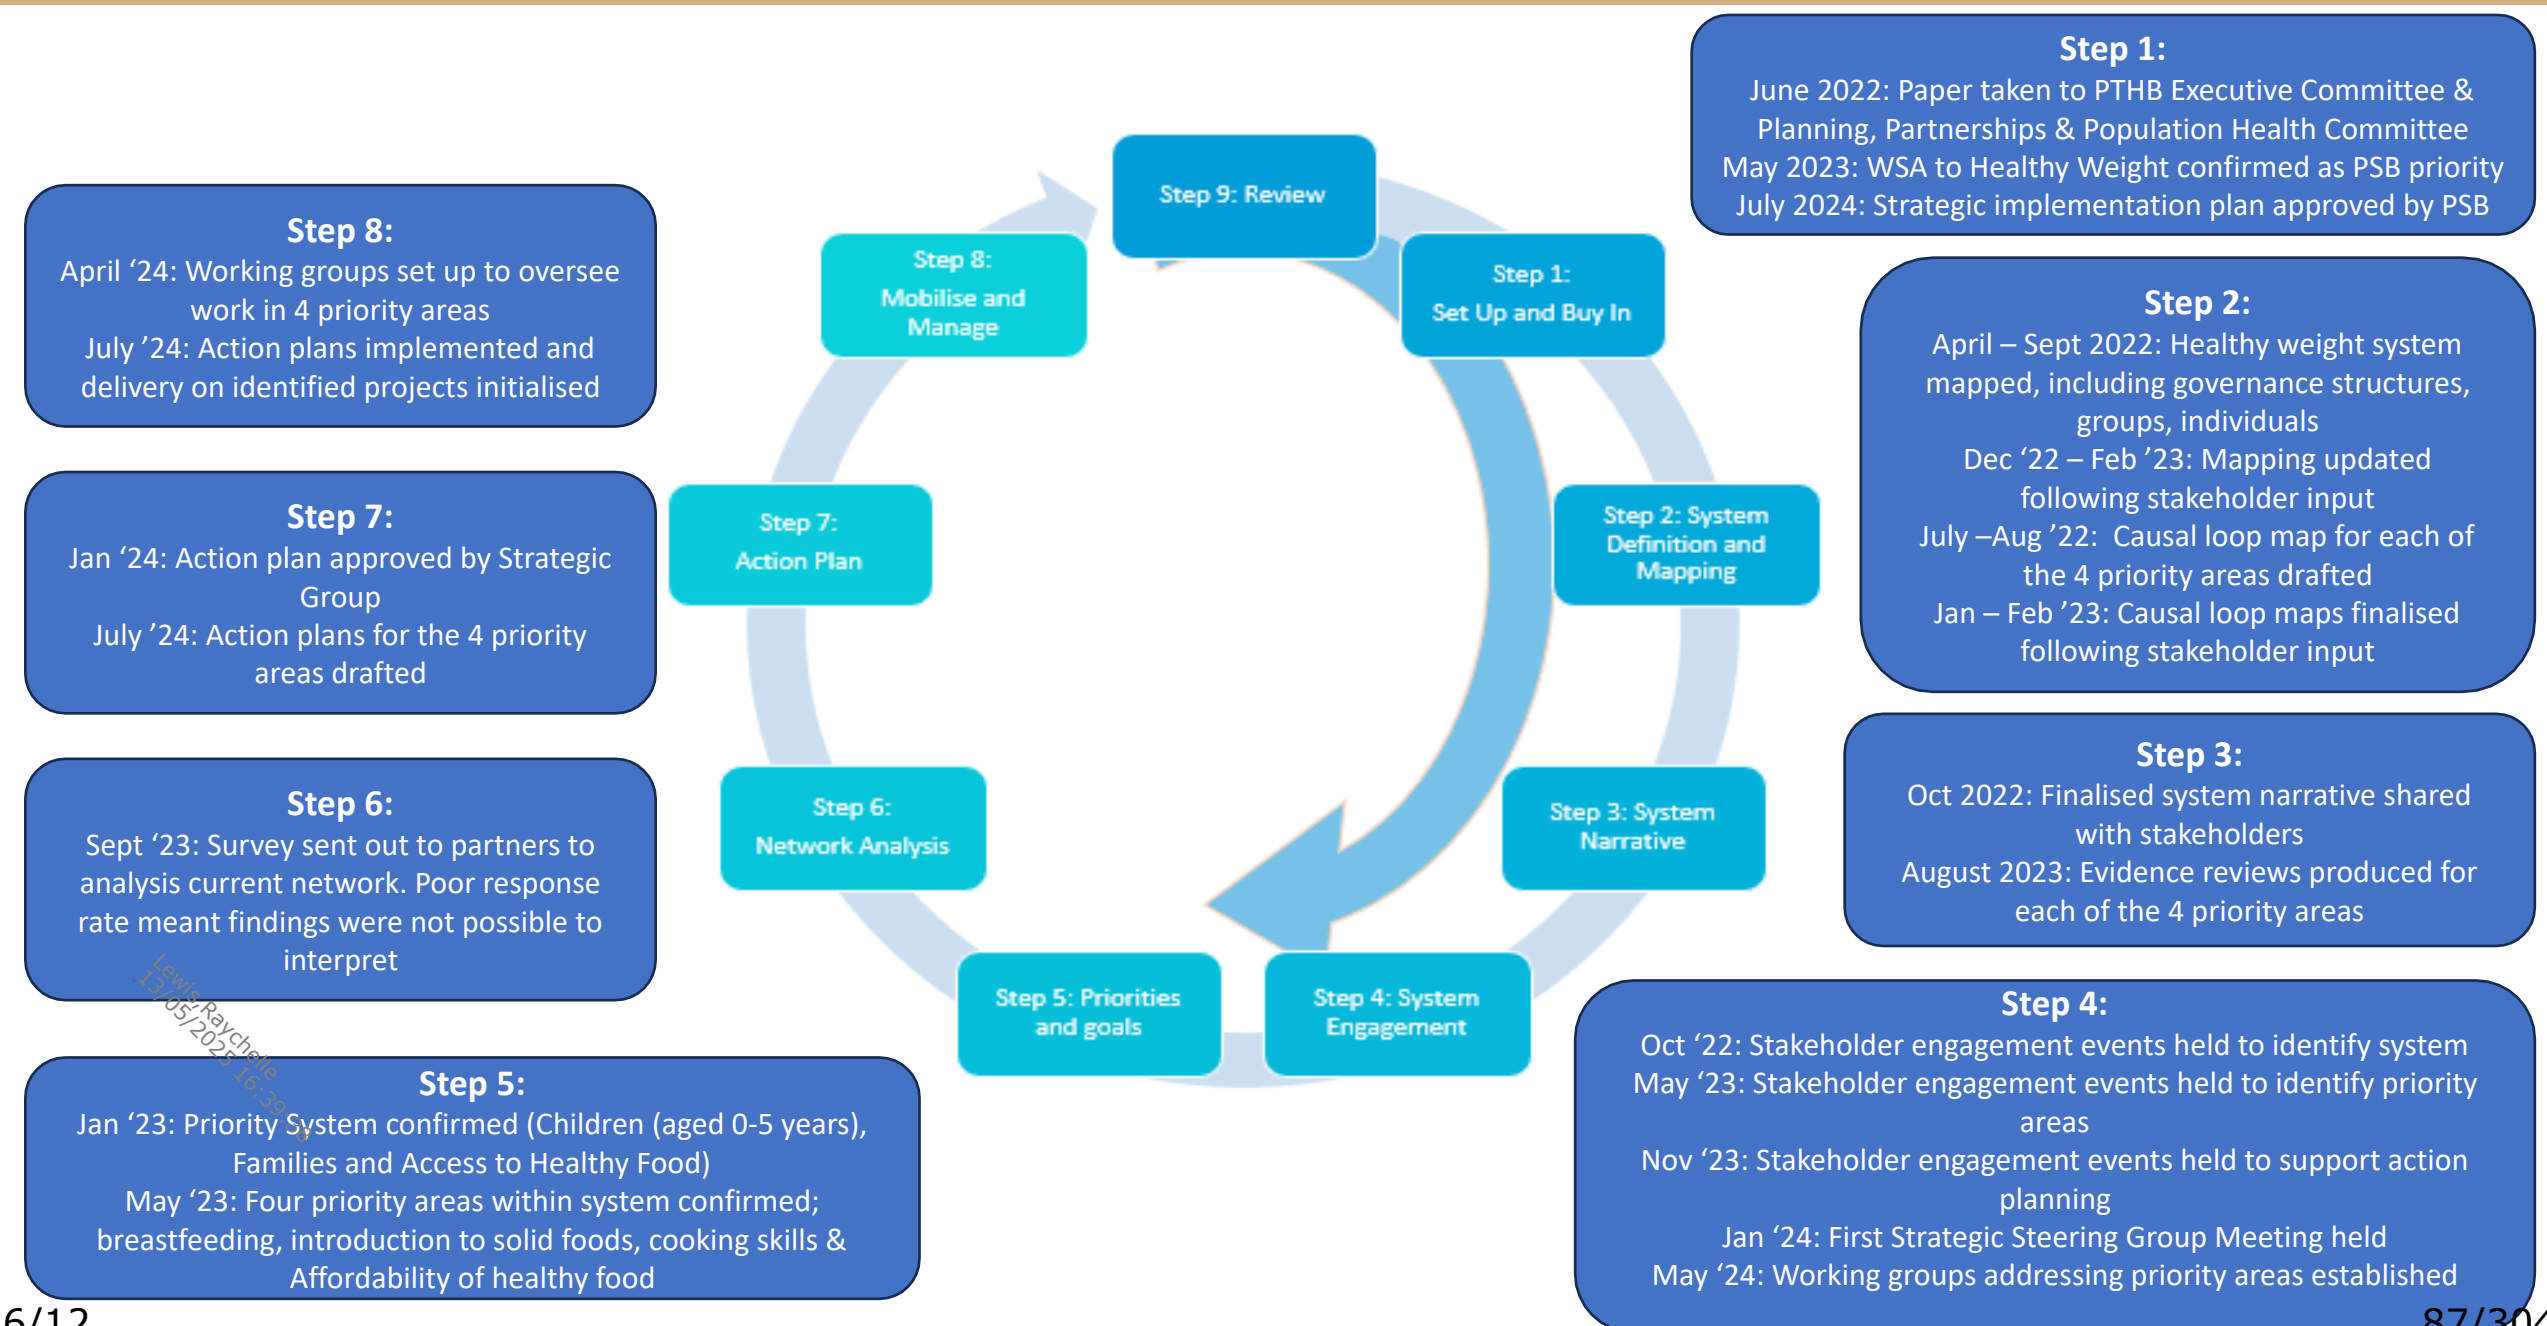 Step 1:
June 2022: Paper taken to PTHB Executive Committee &
Planning, Partnerships & Population Health Committee
May 2023: WSA to Healthy Weight confirmed as PSB priority
July 2024: Strategic implementation plan approved by PSB
Step 2:
April – Sept 2022: Healthy weight system
mapped, including governance structures,
groups, individuals
Dec ‘22 – Feb ’23: Mapping updated
following stakeholder input
July –Aug ’22:  Causal loop map for each of
the 4 priority areas drafted
Jan – Feb ’23: Causal loop maps finalised
following stakeholder input
Step 3:
Oct 2022: Finalised system narrative shared
with stakeholders
August 2023: Evidence reviews produced for
each of the 4 priority areas
Step 4:
Oct ‘22: Stakeholder engagement events held to identify system
May ‘23: Stakeholder engagement events held to identify priority
areas
Nov ‘23: Stakeholder engagement events held to support action
planning
Jan ‘24: First Strategic Steering Group Meeting held
May ‘24: Working groups addressing priority areas established
Step 5:
Jan ‘23: Priority System confirmed (Children (aged 0-5 years),
Families and Access to Healthy Food)
May ‘23: Four priority areas within system confirmed;
breastfeeding, introduction to solid foods, cooking skills &
Affordability of healthy food
Step 6:
Sept ‘23: Survey sent out to partners to
analysis current network. Poor response
rate meant findings were not possible to
interpret
Step 7:
Jan ‘24: Action plan approved by Strategic
Group
July ’24: Action plans for the 4 priority
areas drafted
Step 8:
April ‘24: Working groups set up to oversee
work in 4 priority areas
July ’24: Action plans implemented and
delivery on identified projects initialised
Step 9: Review
Step 1:
Set Up and Buy In
Step 2: System
Definition and
Mapping
Step 3: System
Narrative
Step 4: System
Engagement
Step 5: Priorities
and goals
Step 6:
Network Analysis
Step 7:
Action Plan
Step 8:
Mobilise and
Manage
Lewis,Raychelle
13/05/2025 16:39
6/12
87/304